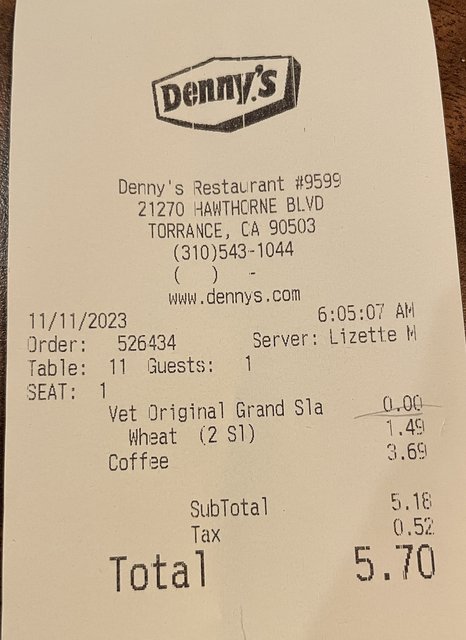 Denny's
Denny's Restaurant #9599
21270 HAWTHORNE BLVD
TORRANCE, CA 90503
(310)543-1044
(   )   -
www.dennys.com
11/11/2023 6:05:07 AM
Order: 526434 Server: Lizette M
Table: 11 Guests: 1
SEAT: 1
Vet Original Grand Sla 0.00
Wheat (2 Sl) 1.49
Coffee 3.69
SubTotal 5.18
Tax 0.52
Total 5.70